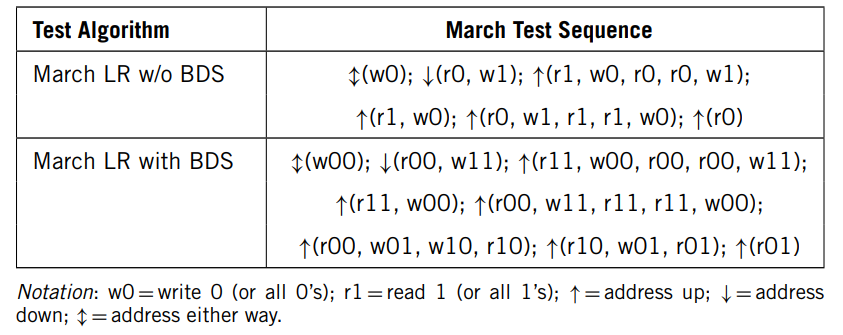 Test Algorithm March Test Sequence
March LR w/o BDS ↕(w0); ↓(r0, w1); ↑(r1, w0, r0, r0, w1);
↑(r1, w0); ↑(r0, w1, r1, r1, w0); ↑(r0)
March LR with BDS ↕(w00); ↓(r00, w11); ↑(r11, w00, r00, r00, w11);
↑(r11, w00); ↑(r00, w11, r11, r11, w00);
↑(r00, w01, w10, r10); ↑(r10, w01, r01); ↑(r01)
Notation: w0=write 0 (or all 0's); r1=read 1 (or all 1's); ↑=address up; ↓=address
down; ↕=address either way.